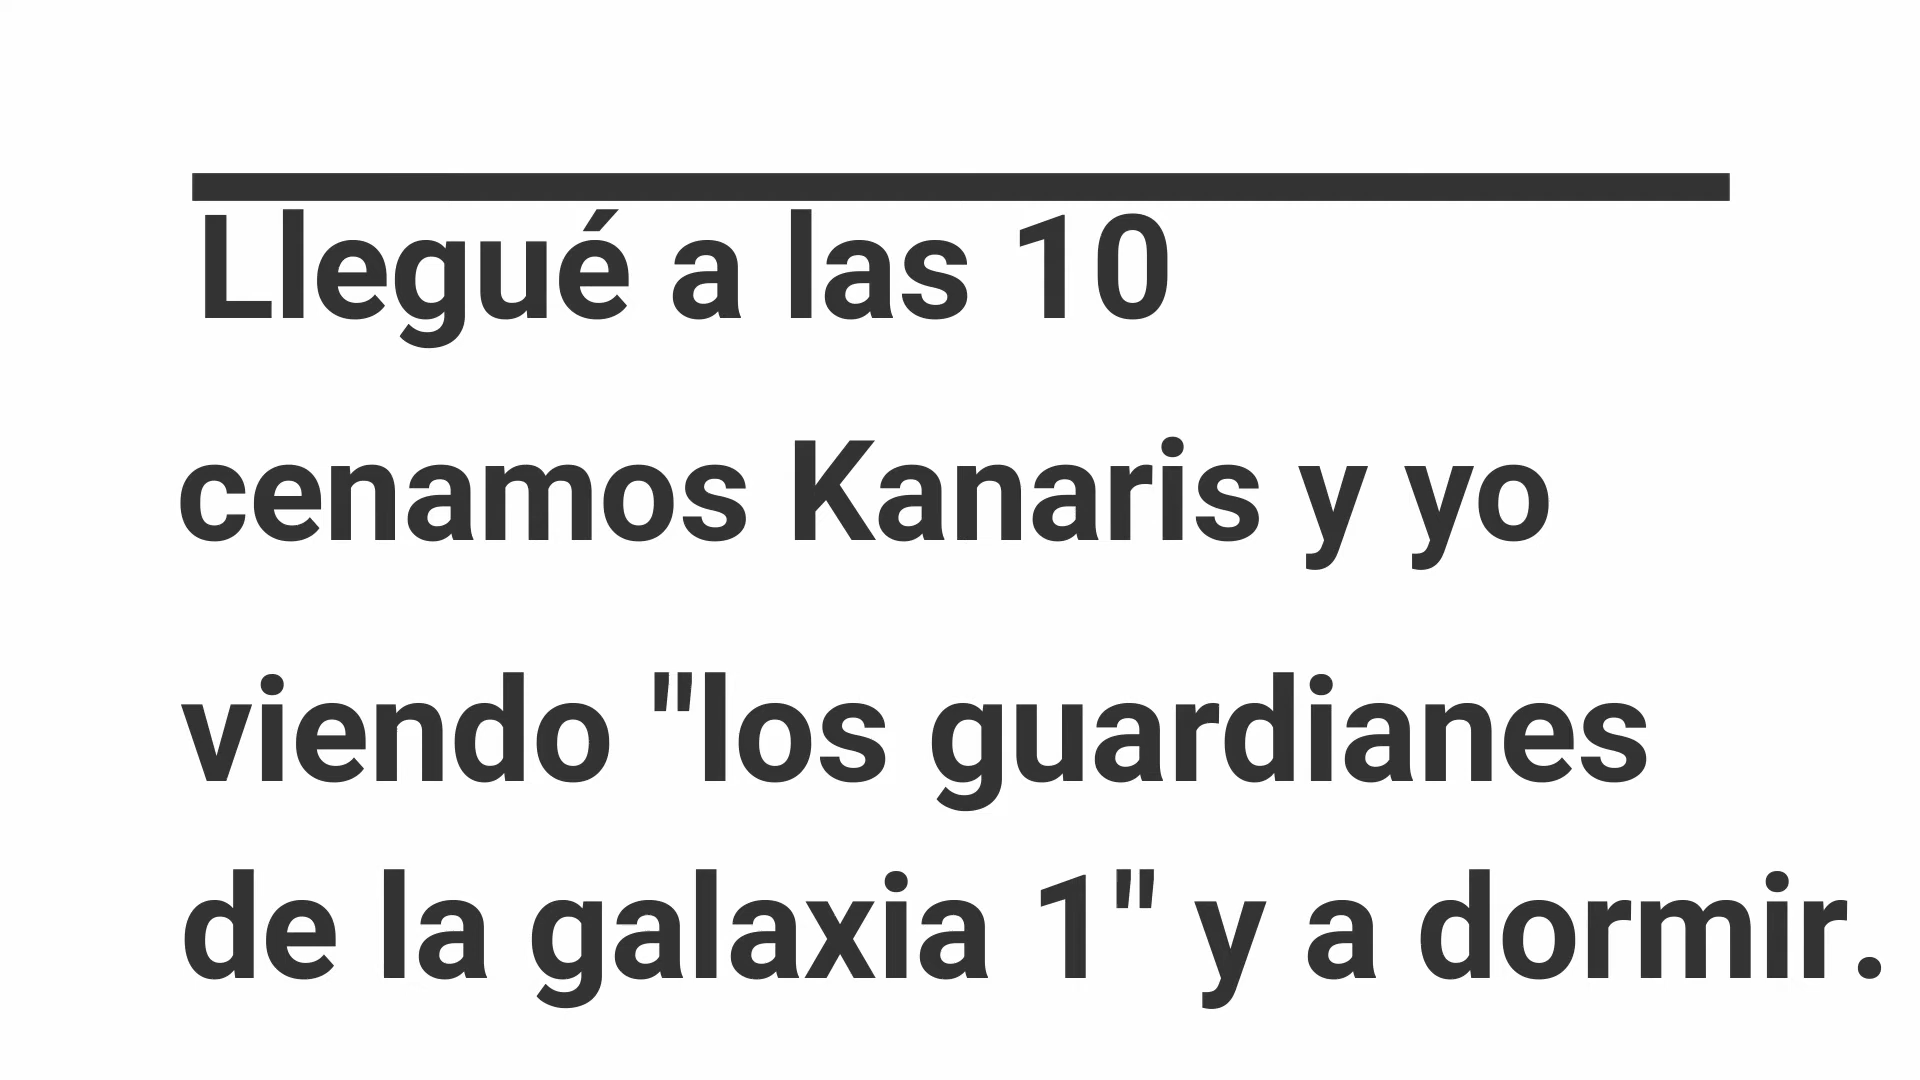 Llegué a las 10
cenamos Kanaris y yo
viendo "los guardianes
de la galaxia 1" y a dormir.